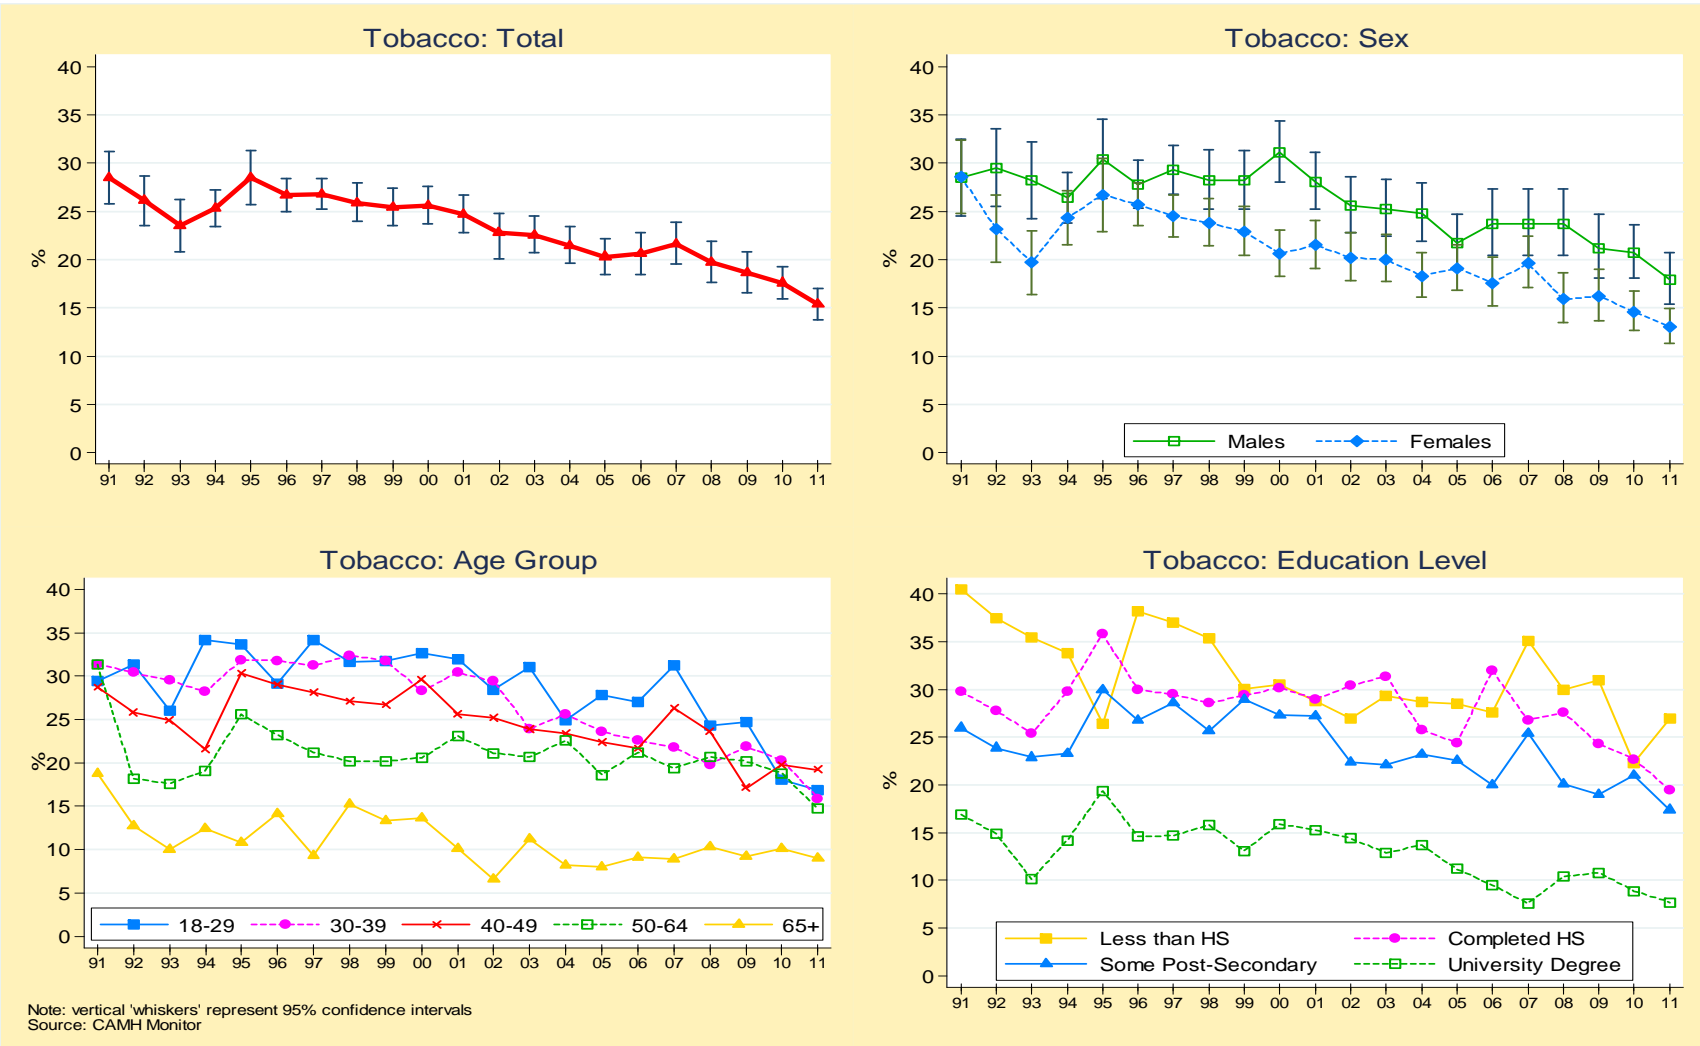 Tobacco: Total
40
35
30
25
20
15
10
5
0
%
91 92 93 94 95 96 97 98 99 00 01 02 03 04 05 06 07 08 09 10 11
Tobacco: Sex
40
35
30
25
20
15
10
5
0
%
Males Females
91 92 93 94 95 96 97 98 99 00 01 02 03 04 05 06 07 08 09 10 11
Tobacco: Age Group
40
35
30
25
20
15
10
5
0
%
18-29 30-39 40-49 50-64 65+
91 92 93 94 95 96 97 98 99 00 01 02 03 04 05 06 07 08 09 10 11
Tobacco: Education Level
40
35
30
25
20
15
10
5
0
%
Less than HS Completed HS
Some Post-Secondary University Degree
91 92 93 94 95 96 97 98 99 00 01 02 03 04 05 06 07 08 09 10 11
Note: vertical 'whiskers' represent 95% confidence intervals
Source: CAMH Monitor